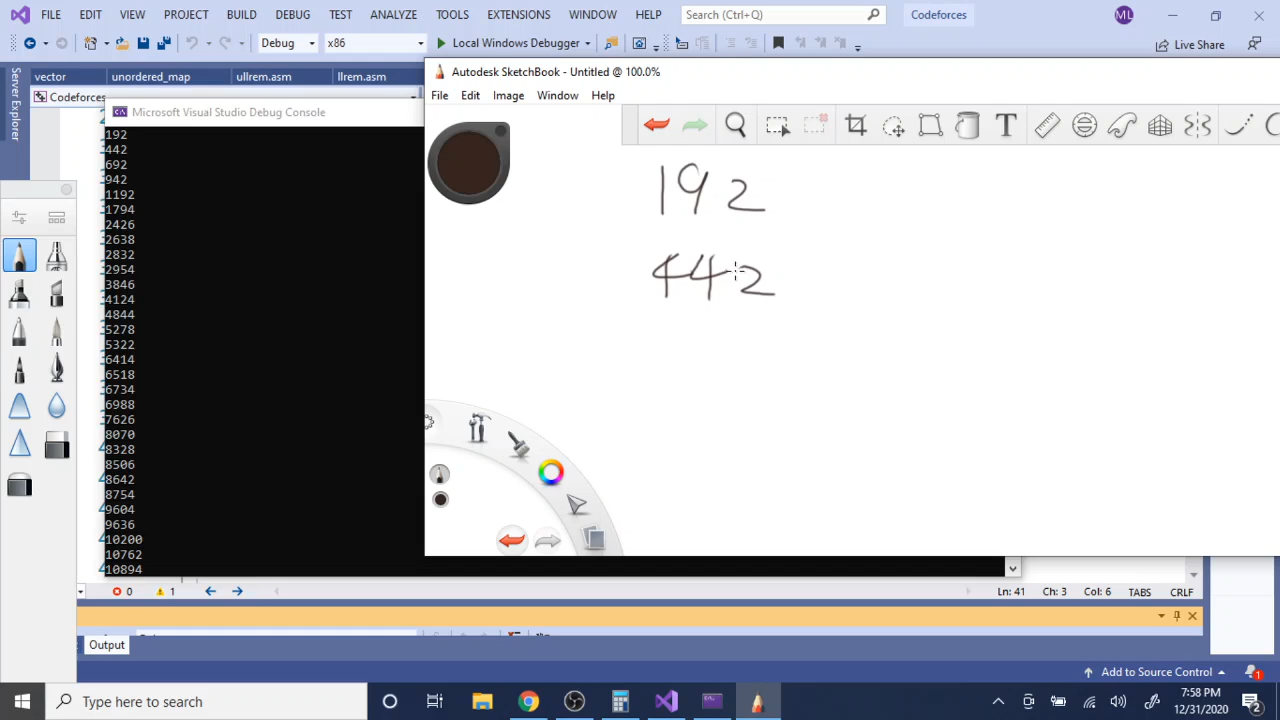 File Edit View Project Build Debug Test Analyze Tools Extensions Window Help Search (Ctrl+Q) Codeforces ML
Debug x86 Local Windows Debugger Live Share
vector unordered_map ullrem.asm llrem.asm
Server Explorer
Codeforces
Autodesk SketchBook - Untitled @ 100.0%
File Edit Image Window Help
Microsoft Visual Studio Debug Console
192
442
692
942
1192
1794
2426
2638
2832
2954
3846
4124
4844
5278
5322
6414
6518
6734
6988
7626
8070
8328
8506
8642
8754
9604
9636
10200
10762
10894
192
442
0 1 Ln: 41 Ch: 3 Col: 6 TABS CRLF
Output
Add to Source Control 1
Type here to search
7:58 PM
12/31/2020
2